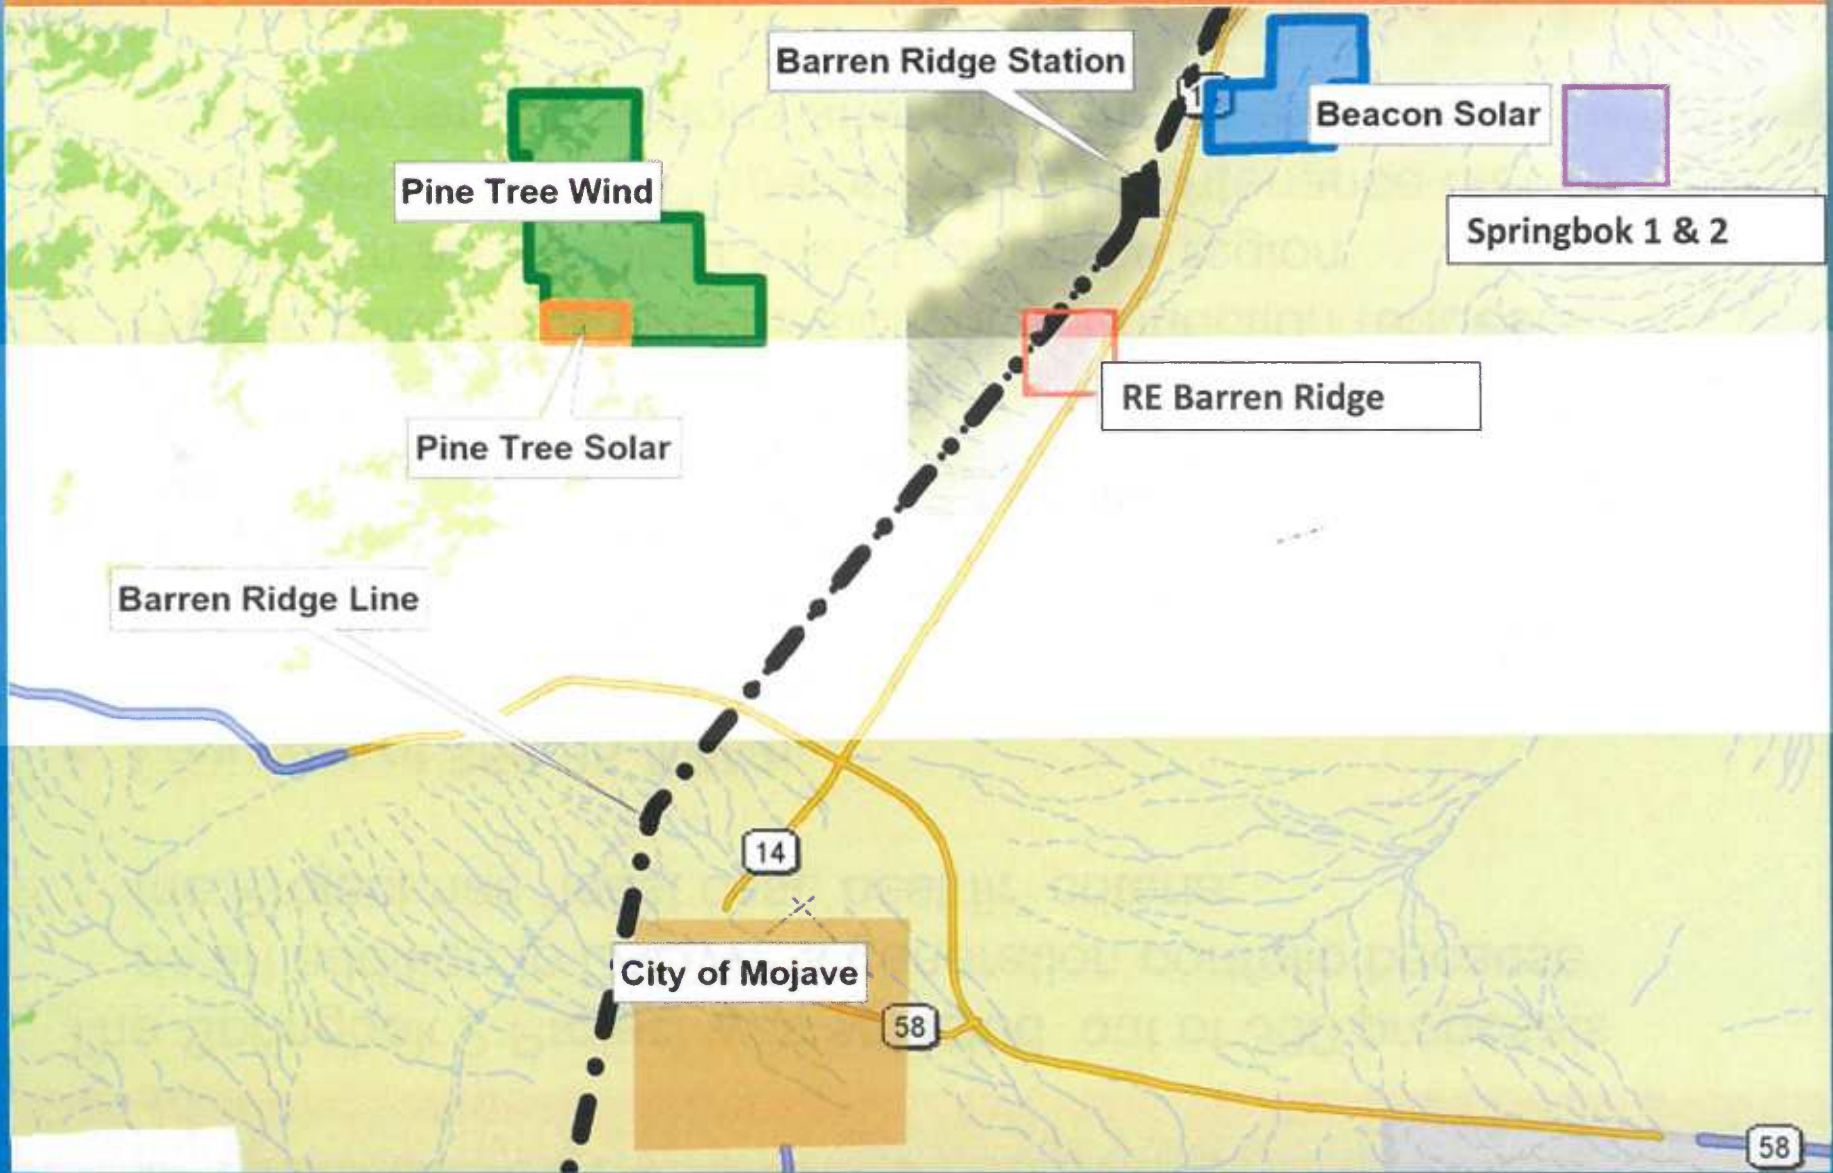 Barren Ridge Station
1
Beacon Solar
Pine Tree Wind
Springbok 1 & 2
RE Barren Ridge
Pine Tree Solar
Barren Ridge Line
14
City of Mojave
58
58